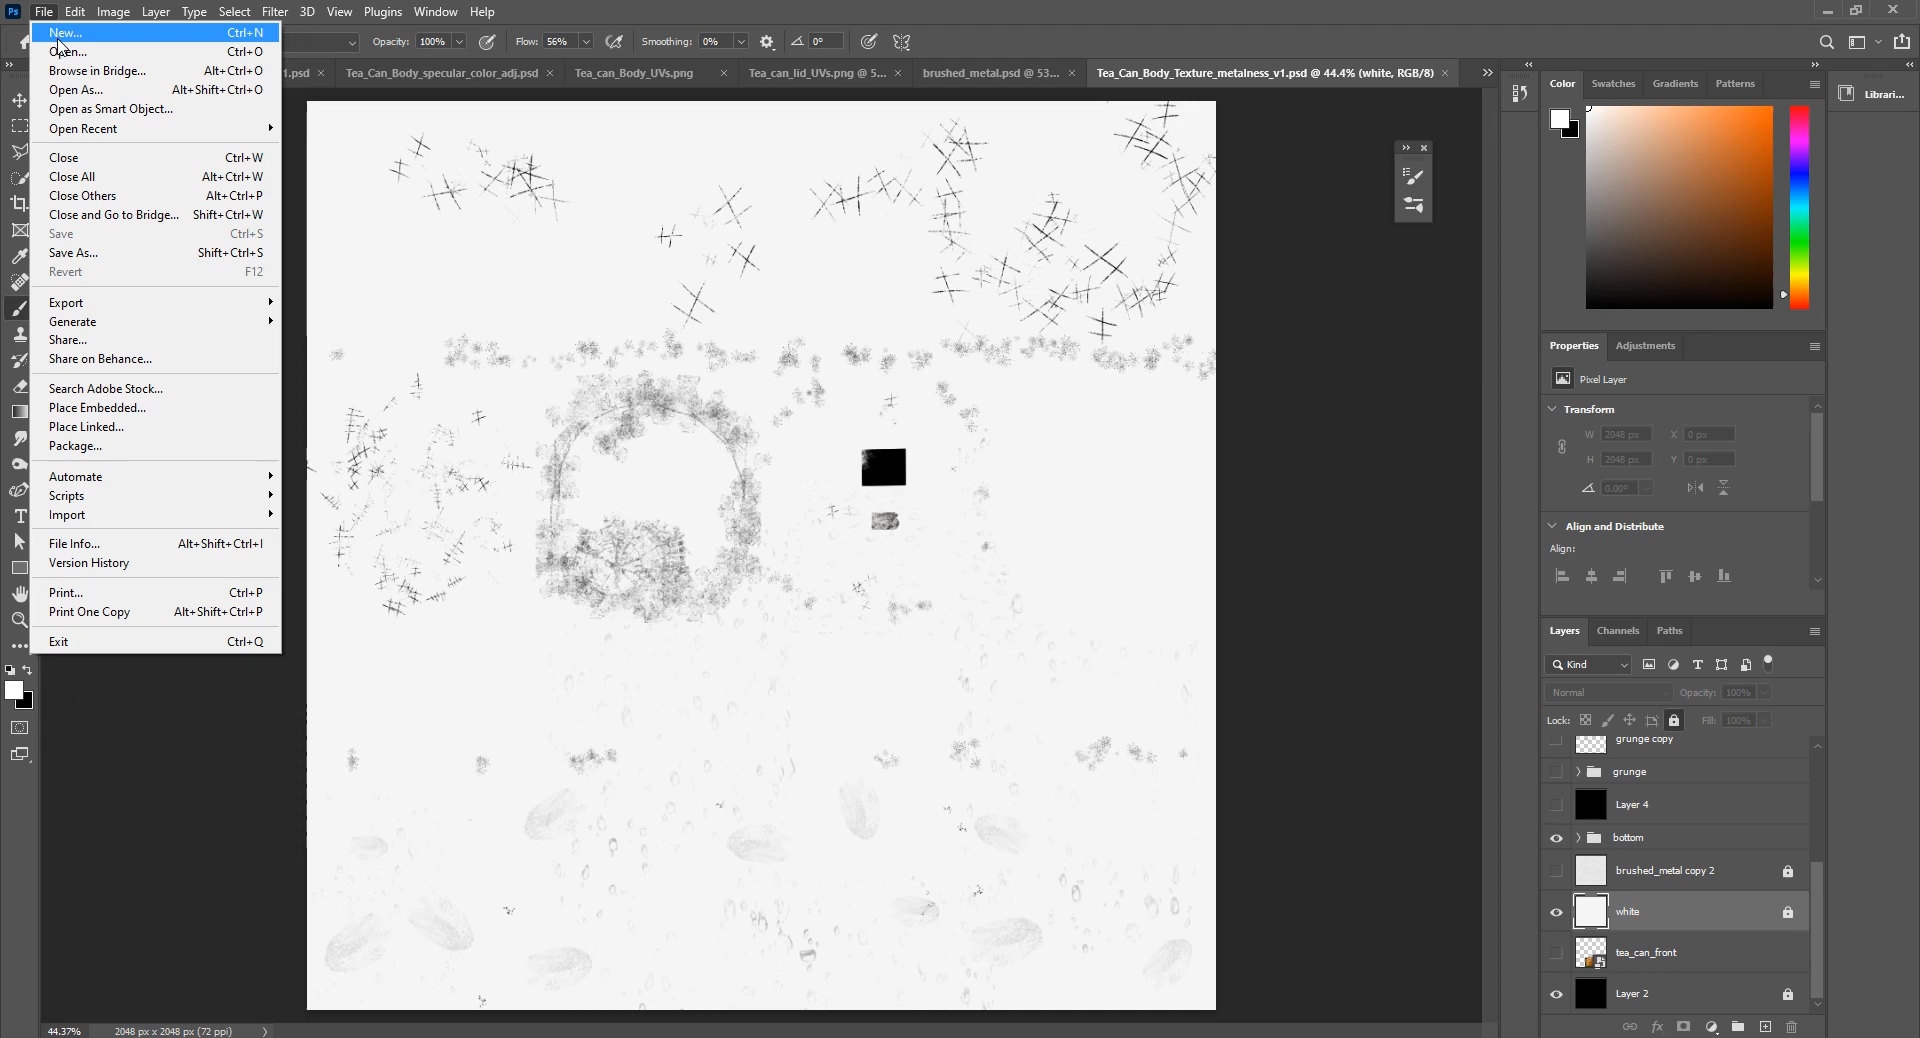 Ps File Edit Image Layer Type Select Filter 3D View Plugins Window Help
Opacity: 100% Flow: 56% Smoothing: 0% 0°
1.psd Tea_Can_Body_specular_color_adj.psd Tea_can_Body_UVs.png Tea_can_lid_UVs.png @ 5... brushed_metal.psd @ 53... Tea_Can_Body_Texture_metalness_v1.psd @ 44.4% (white, RGB/8)
New... Ctrl+N
Open... Ctrl+O
Browse in Bridge... Alt+Ctrl+O
Open As... Alt+Shift+Ctrl+O
Open as Smart Object...
Open Recent
Close Ctrl+W
Close All Alt+Ctrl+W
Close Others Alt+Ctrl+P
Close and Go to Bridge... Shift+Ctrl+W
Save Ctrl+S
Save As... Shift+Ctrl+S
Revert F12
Export
Generate
Share...
Share on Behance...
Search Adobe Stock...
Place Embedded...
Place Linked...
Package...
Automate
Scripts
Import
File Info... Alt+Shift+Ctrl+I
Version History
Print... Ctrl+P
Print One Copy Alt+Shift+Ctrl+P
Exit Ctrl+Q
Color Swatches Gradients Patterns
Librari...
Properties Adjustments
Pixel Layer
Transform
W 2048 px X 0 px
H 2048 px Y 0 px
0.00°
Align and Distribute
Align:
Layers Channels Paths
Kind
Normal Opacity: 100%
Lock: Fill: 100%
grunge copy
grunge
Layer 4
bottom
brushed_metal copy 2
white
tea_can_front
Layer 2
fx
44.37% 2048 px x 2048 px (72 ppi)